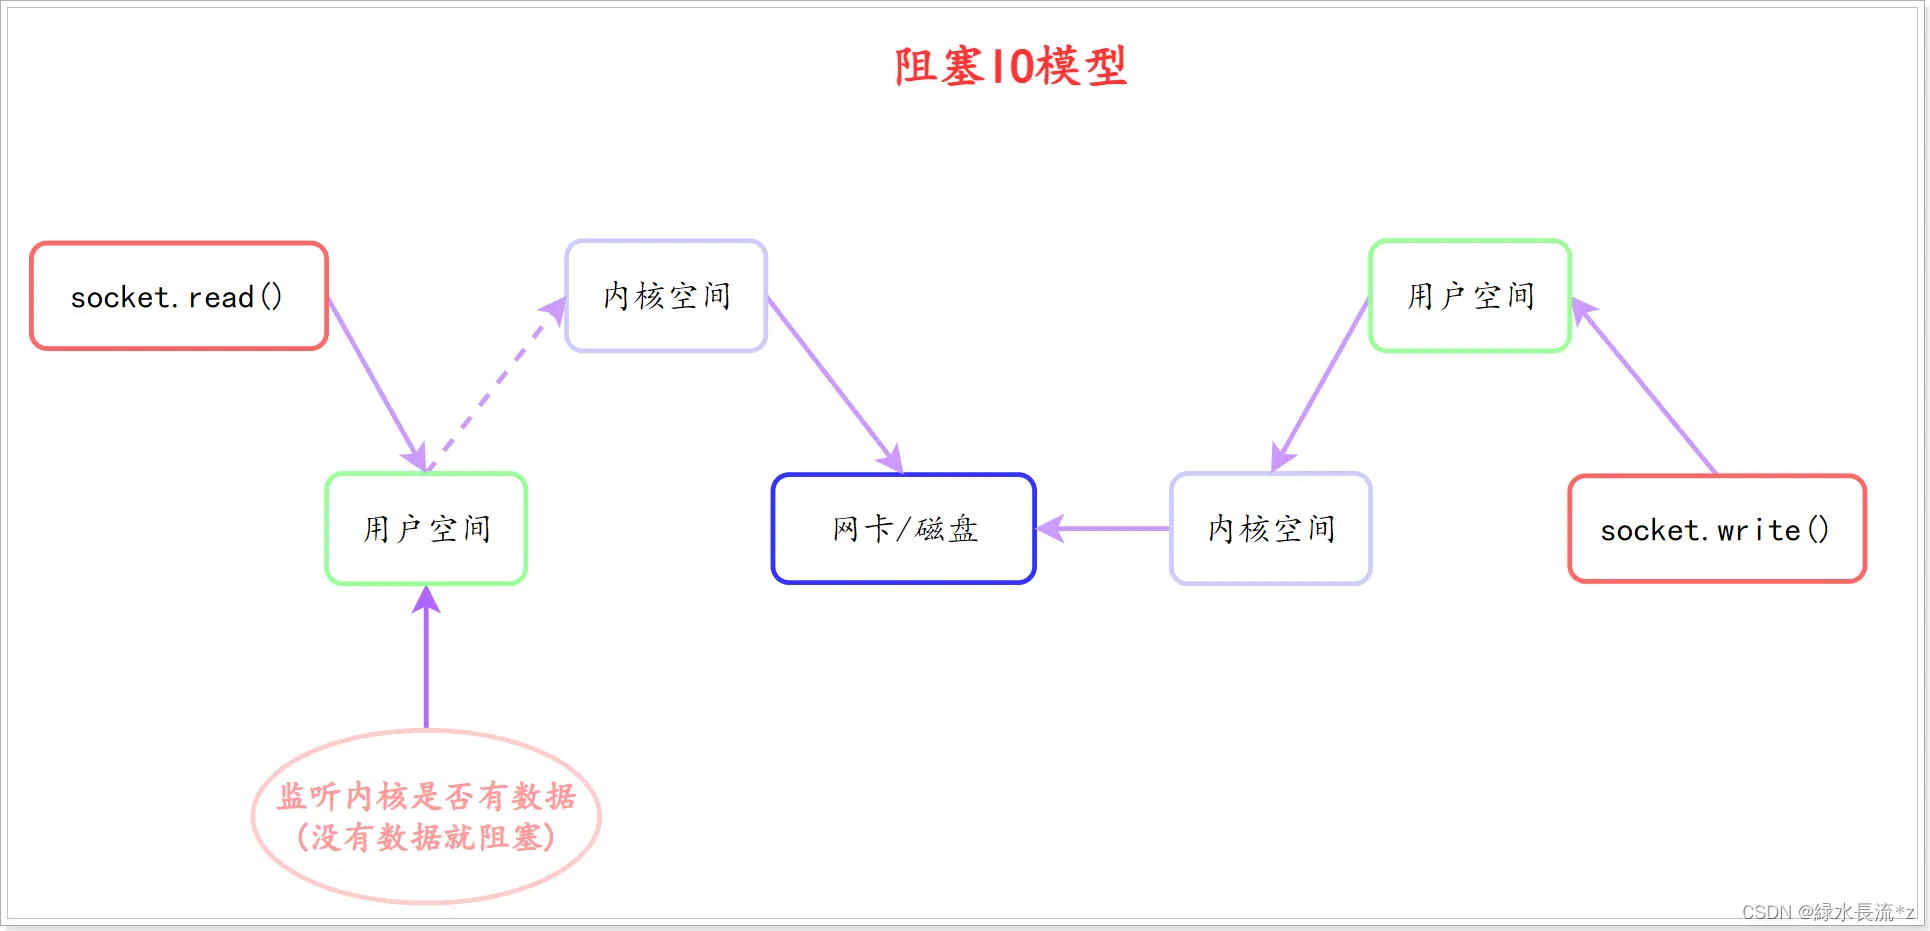 阻塞IO模型
socket.read()
内核空间
用户空间
用户空间
网卡/磁盘
内核空间
socket.write()
监听内核是否有数据
(没有数据就阻塞)
CSDN @緑水長流*z